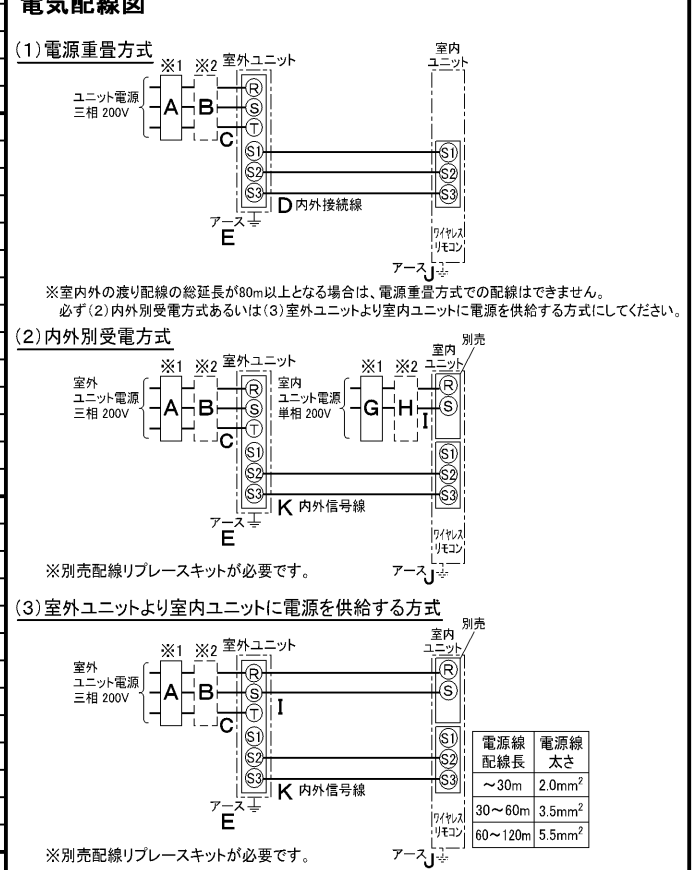 電気配線図
(1)電源重畳方式
※1 ※2 室外ユニット
室内
ユニット
ユニット電源
三相 200V
A B C
R
S
T
S1 S1
S2 S2
S3 S3
D 内外接続線
アース
E
ワイヤレス
リモコン
アース J
※室内外の渡り配線の総延長が80m以上となる場合は、電源重畳方式での配線はできません。
必ず(2)内外別受電方式あるいは(3)室外ユニットより室内ユニットに電源を供給する方式にしてください。
(2)内外別受電方式
※1 ※2 室外ユニット
※1 ※2
室内
ユニット
別売
室外
ユニット電源
三相 200V
A B C
室内
ユニット電源
単相 200V
G H I
R R
S S
T
S1 S1
S2 S2
S3 S3
K 内外信号線
アース
E
ワイヤレス
リモコン
※別売配線リプレースキットが必要です。
アース J
(3)室外ユニットより室内ユニットに電源を供給する方式
※1 ※2 室外ユニット
室内
ユニット
別売
室外
ユニット電源
三相 200V
A B C
R R
S S
T I
S1 S1
S2 S2
S3 S3
K 内外信号線
アース
E
ワイヤレス
リモコン
電源線
配線長
電源線
太さ
～30m 2.0mm²
30～60m 3.5mm²
60～120m 5.5mm²
※別売配線リプレースキットが必要です。
アース J